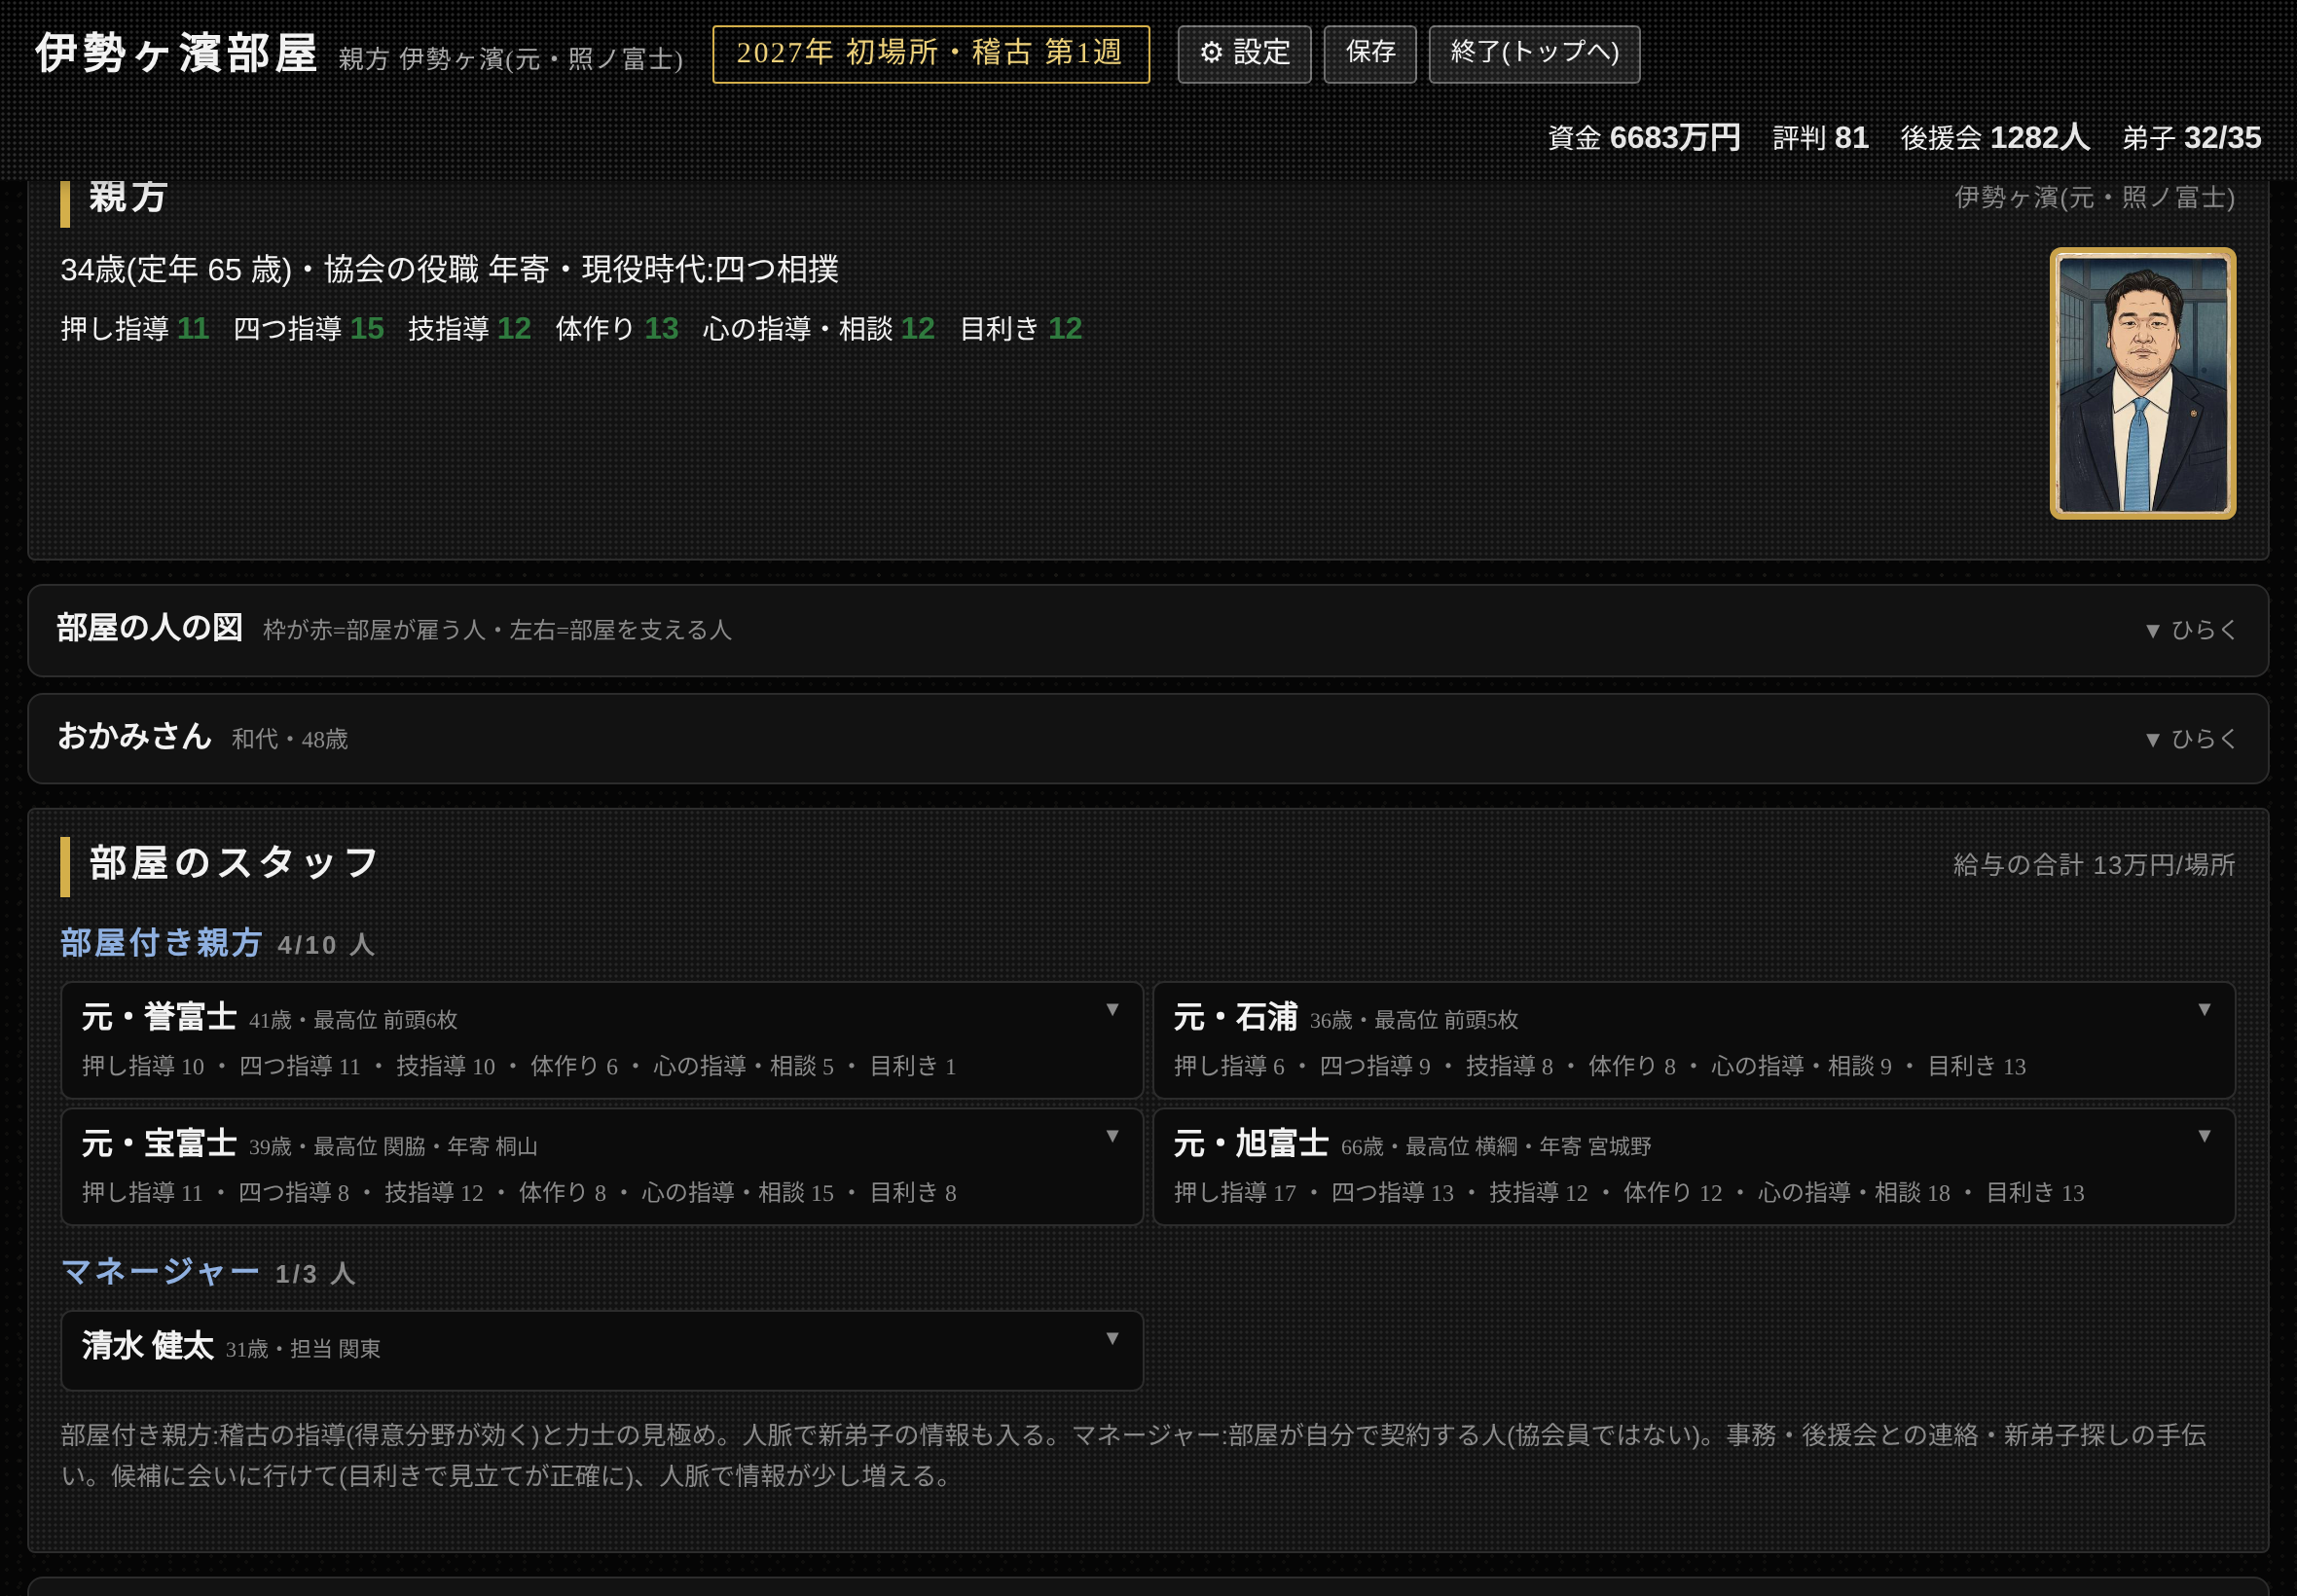 伊勢ヶ濱部屋 親方 伊勢ヶ濱(元・照ノ富士) 2027年 初場所・稽古 第1週 ⚙ 設定 保存 終了(トップへ)
資金 6683万円 評判 81 後援会 1282人 弟子 32/35
親方 伊勢ヶ濱(元・照ノ富士)
34歳(定年 65 歳)・協会の役職 年寄・現役時代:四つ相撲
押し指導 11 四つ指導 15 技指導 12 体作り 13 心の指導・相談 12 目利き 12
部屋の人の図 枠が赤=部屋が雇う人・左右=部屋を支える人 ▼ ひらく
おかみさん 和代・48歳 ▼ ひらく
部屋のスタッフ 給与の合計 13万円/場所
部屋付き親方 4/10 人
元・誉富士 41歳・最高位 前頭6枚 ▼
押し指導 10 ・ 四つ指導 11 ・ 技指導 10 ・ 体作り 6 ・ 心の指導・相談 5 ・ 目利き 1
元・石浦 36歳・最高位 前頭5枚 ▼
押し指導 6 ・ 四つ指導 9 ・ 技指導 8 ・ 体作り 8 ・ 心の指導・相談 9 ・ 目利き 13
元・宝富士 39歳・最高位 関脇・年寄 桐山 ▼
押し指導 11 ・ 四つ指導 8 ・ 技指導 12 ・ 体作り 8 ・ 心の指導・相談 15 ・ 目利き 8
元・旭富士 66歳・最高位 横綱・年寄 宮城野 ▼
押し指導 17 ・ 四つ指導 13 ・ 技指導 12 ・ 体作り 12 ・ 心の指導・相談 18 ・ 目利き 13
マネージャー 1/3 人
清水 健太 31歳・担当 関東 ▼
部屋付き親方:稽古の指導(得意分野が効く)と力士の見極め。人脈で新弟子の情報も入る。マネージャー:部屋が自分で契約する人(協会員ではない)。事務・後援会との連絡・新弟子探しの手伝
い。候補に会いに行けて(目利きで見立てが正確に)、人脈で情報が少し増える。